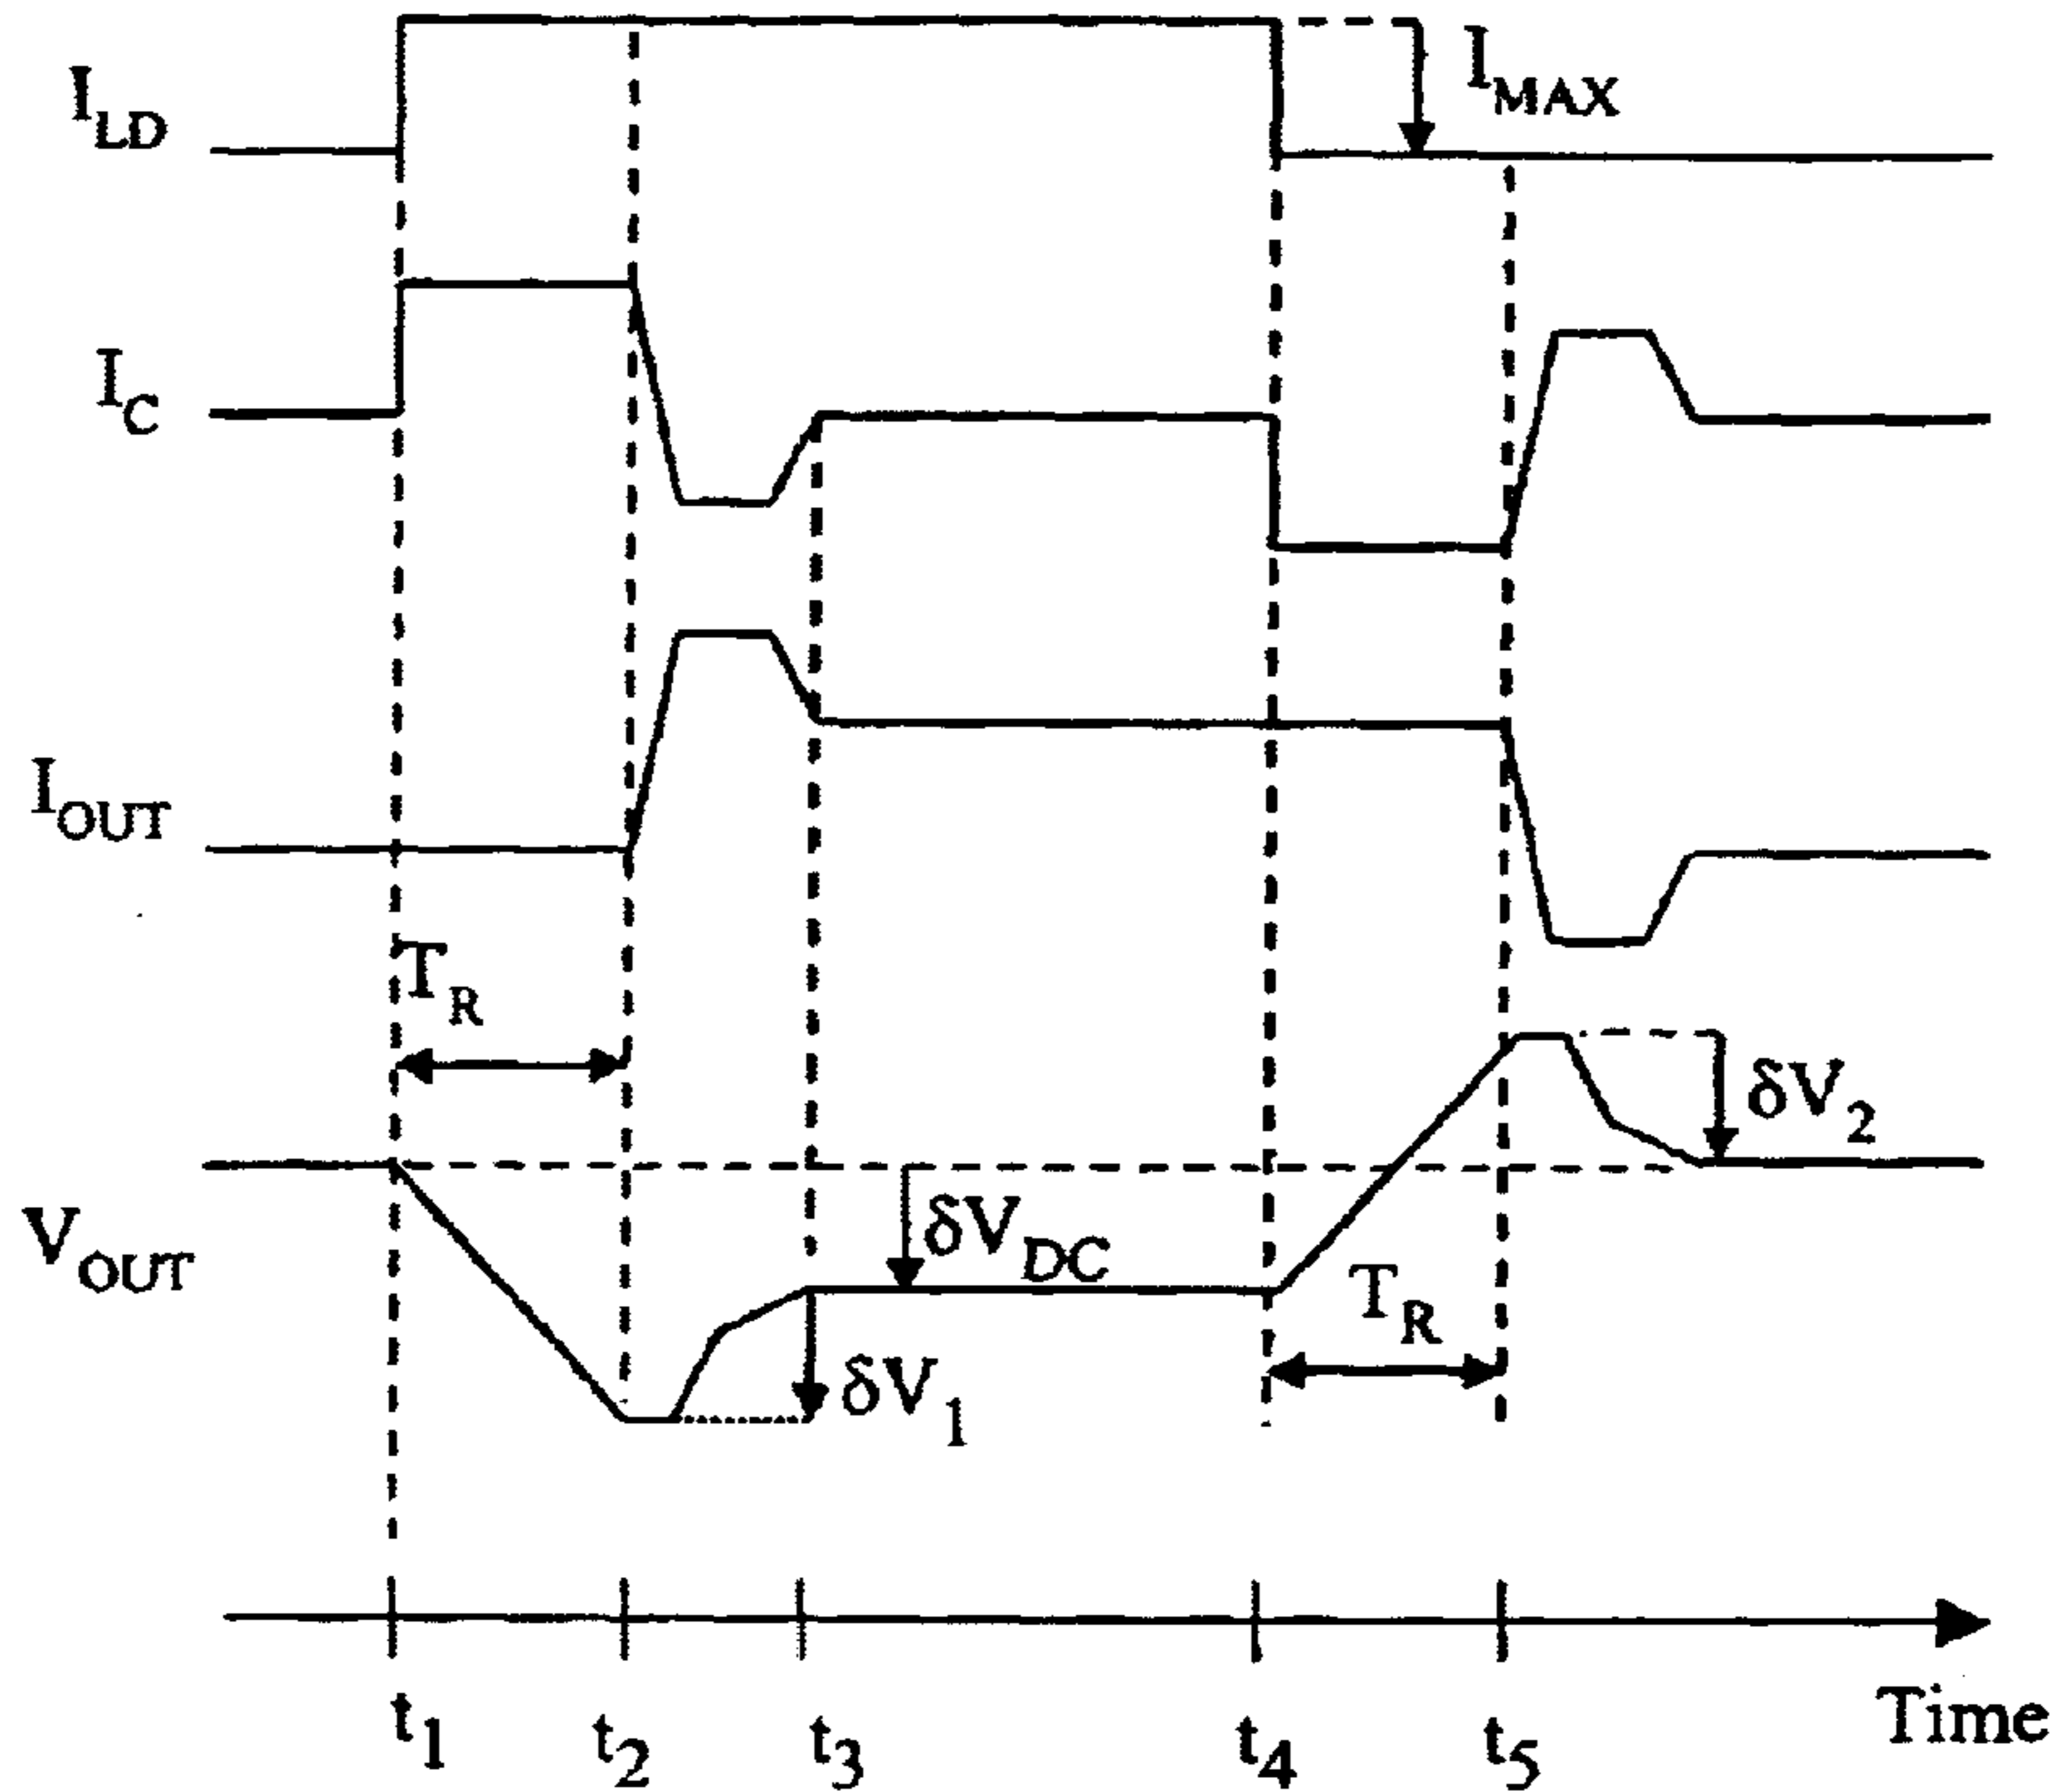 I_LD
I_MAX
I_C
I_OUT
T_R
δV_2
V_OUT
δV_DC
T_R
δV_1
t_1 t_2 t_3 t_4 t_5 Time